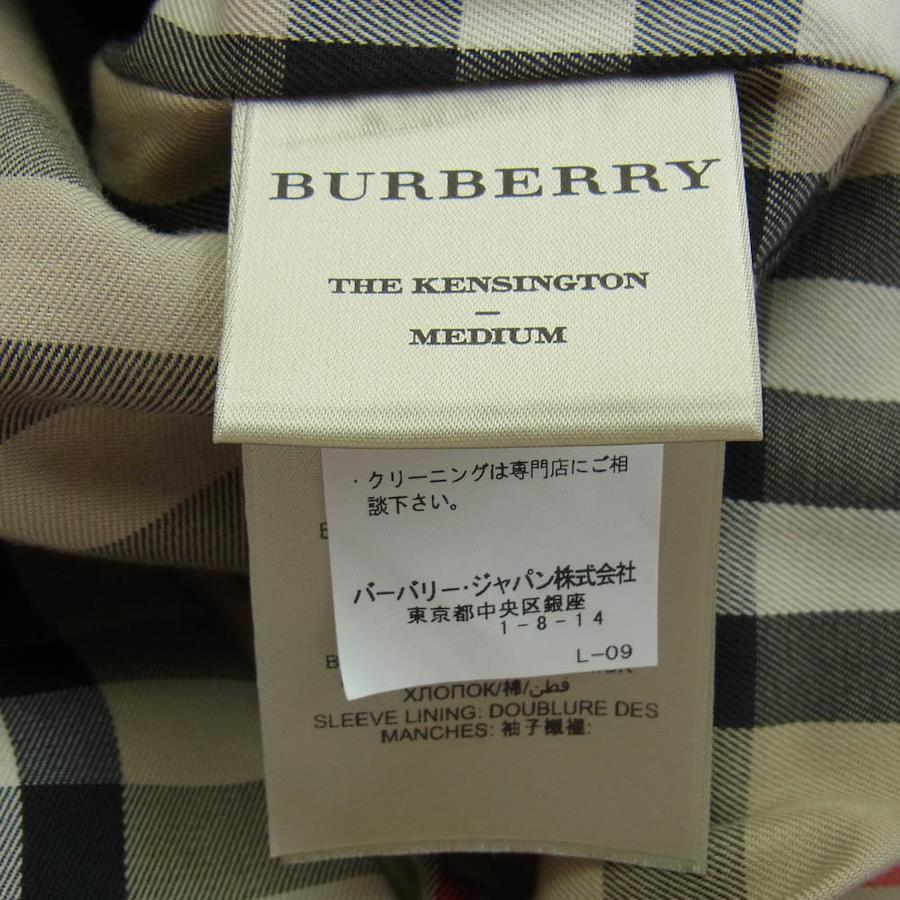 BURBERRY
THE KENSINGTON
–
MEDIUM
・クリーニングは専門店にご相
談下さい。
バーバリー・ジャパン株式会社
東京都中央区銀座
1-8-14
L-09
ХЛОПОК/棉/قطن
SLEEVE LINING: DOUBLURE DES
MANCHES: 袖子襯裡: